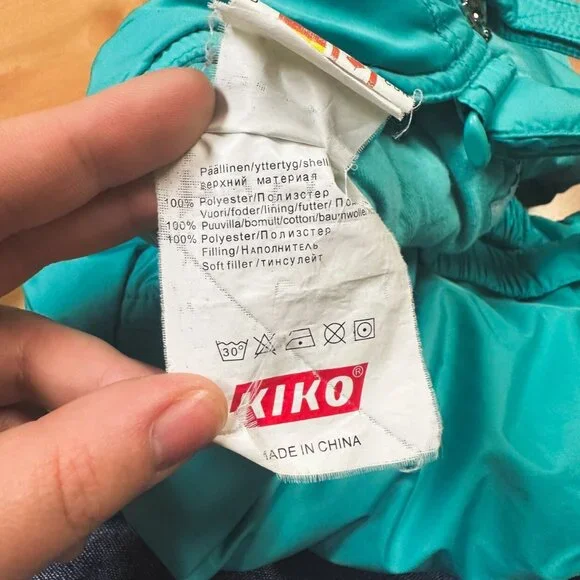 Päällinen/yttertyg/shell
верхний материал
100% Polyester/Полиэстер
Vuori/foder/lining/futter/
100% Puuvilla/bomult/cotton/baumwolle
100% Polyester/Полиэстер
Filling/Наполнитель
Soft filler/тинсулейт
30°
KIKO®
MADE IN CHINA